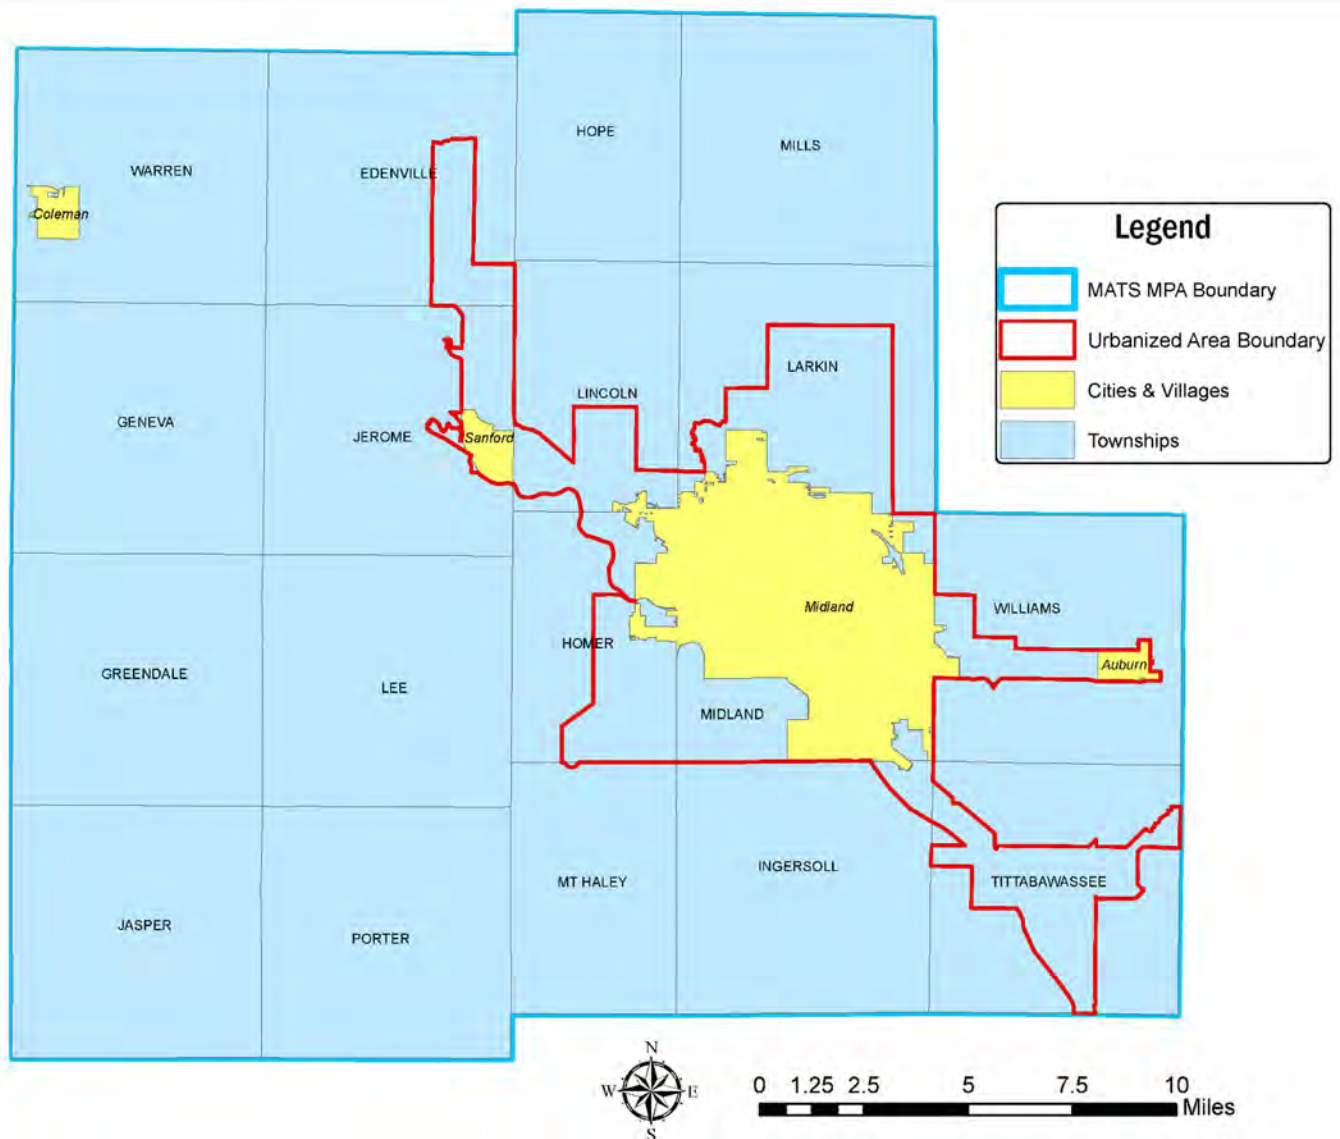 HOPE
MILLS
WARREN
EDENVILLE
Coleman
Legend
MATS MPA Boundary
Urbanized Area Boundary
Cities & Villages
Townships
LARKIN
LINCOLN
GENEVA
JEROME
Sanford
Midland
WILLIAMS
HOMER
Auburn
GREENDALE
LEE
MIDLAND
INGERSOLL
MT HALEY
TITTABAWASSEE
JASPER
PORTER
N
W E
S
0 1.25 2.5 5 7.5 10
Miles